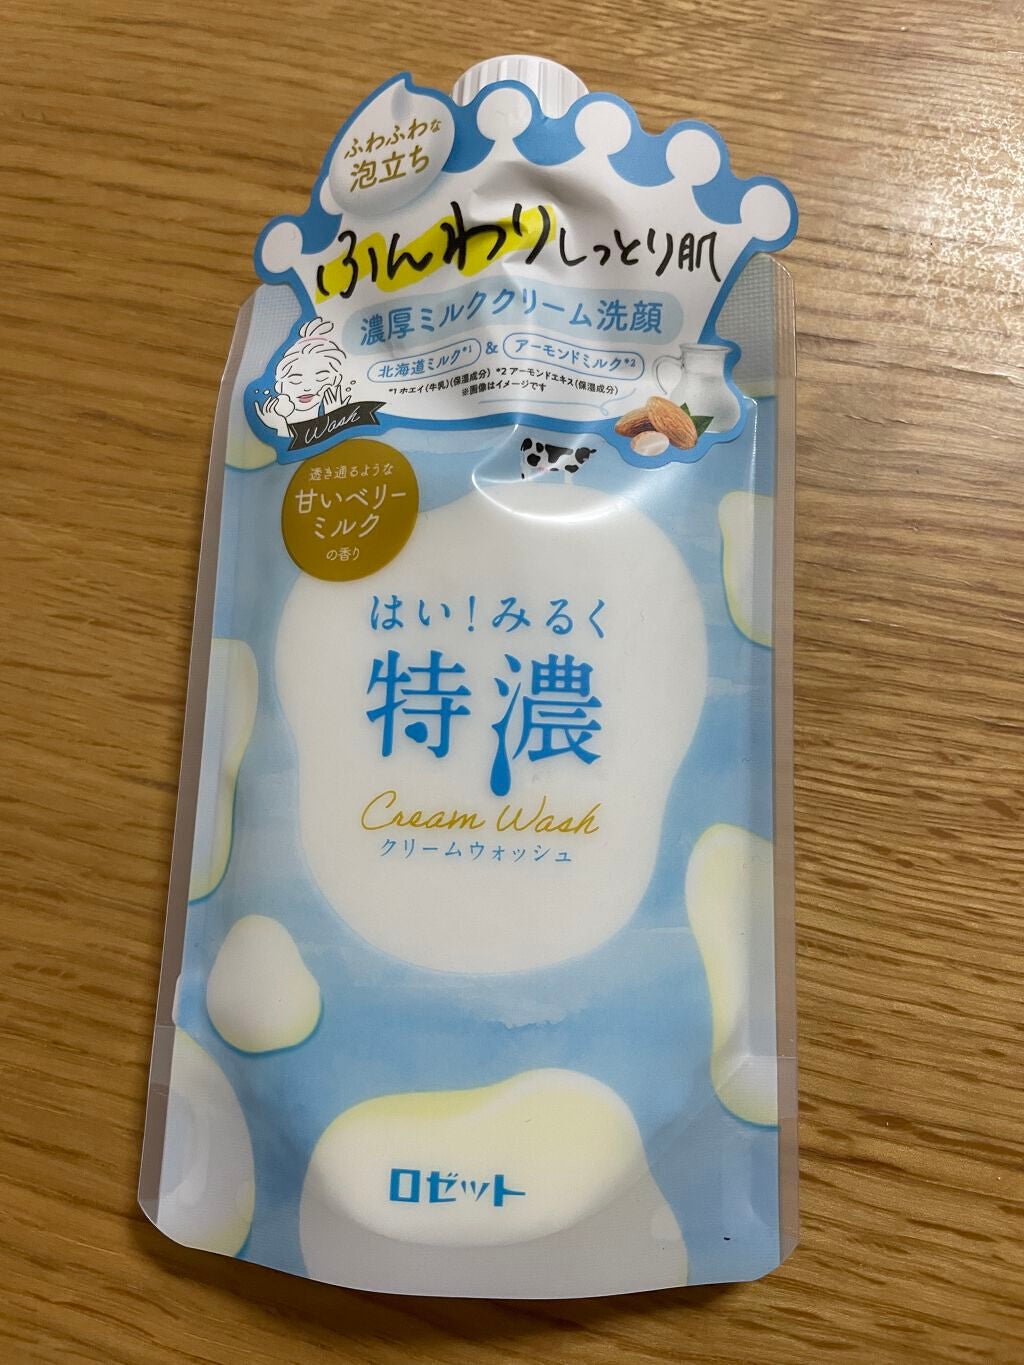 ふわふわな
泡立ち
ふんわりしっとり肌
濃厚ミルククリーム洗顔
北海道ミルク*1 & アーモンドミルク*2
*1 ホエイ(牛乳)(保湿成分) *2 アーモンドエキス(保湿成分)
※画像はイメージです
Wash
透き通るような
甘いベリー
ミルク
の香り
はい!みるく
特濃
Cream Wash
クリームウォッシュ
ロゼット